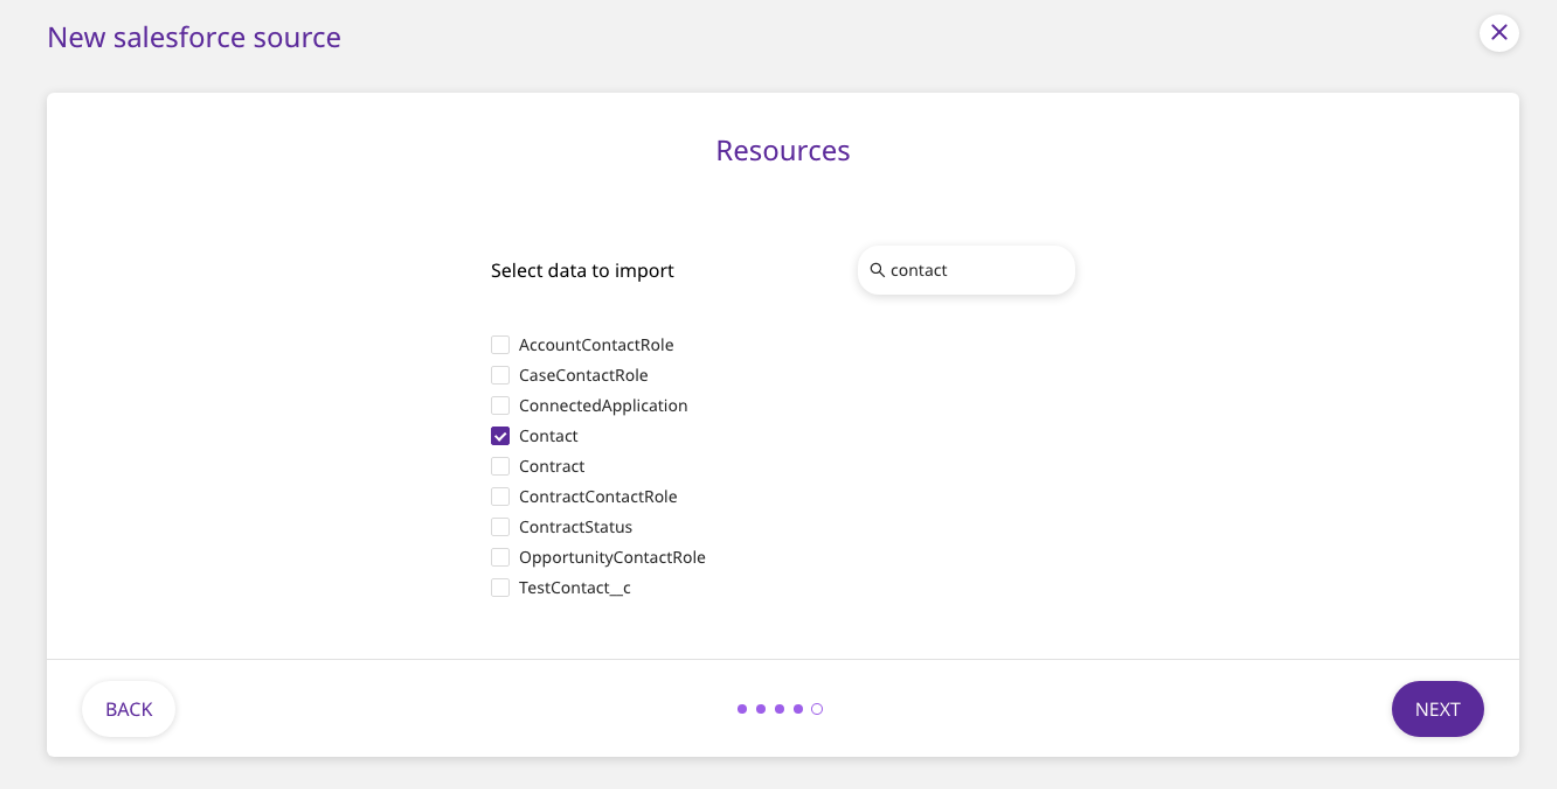 New salesforce source
Resources
Select data to import
contact
AccountContactRole
CaseContactRole
ConnectedApplication
Contact
Contract
ContractContactRole
ContractStatus
OpportunityContactRole
TestContact__c
BACK
NEXT